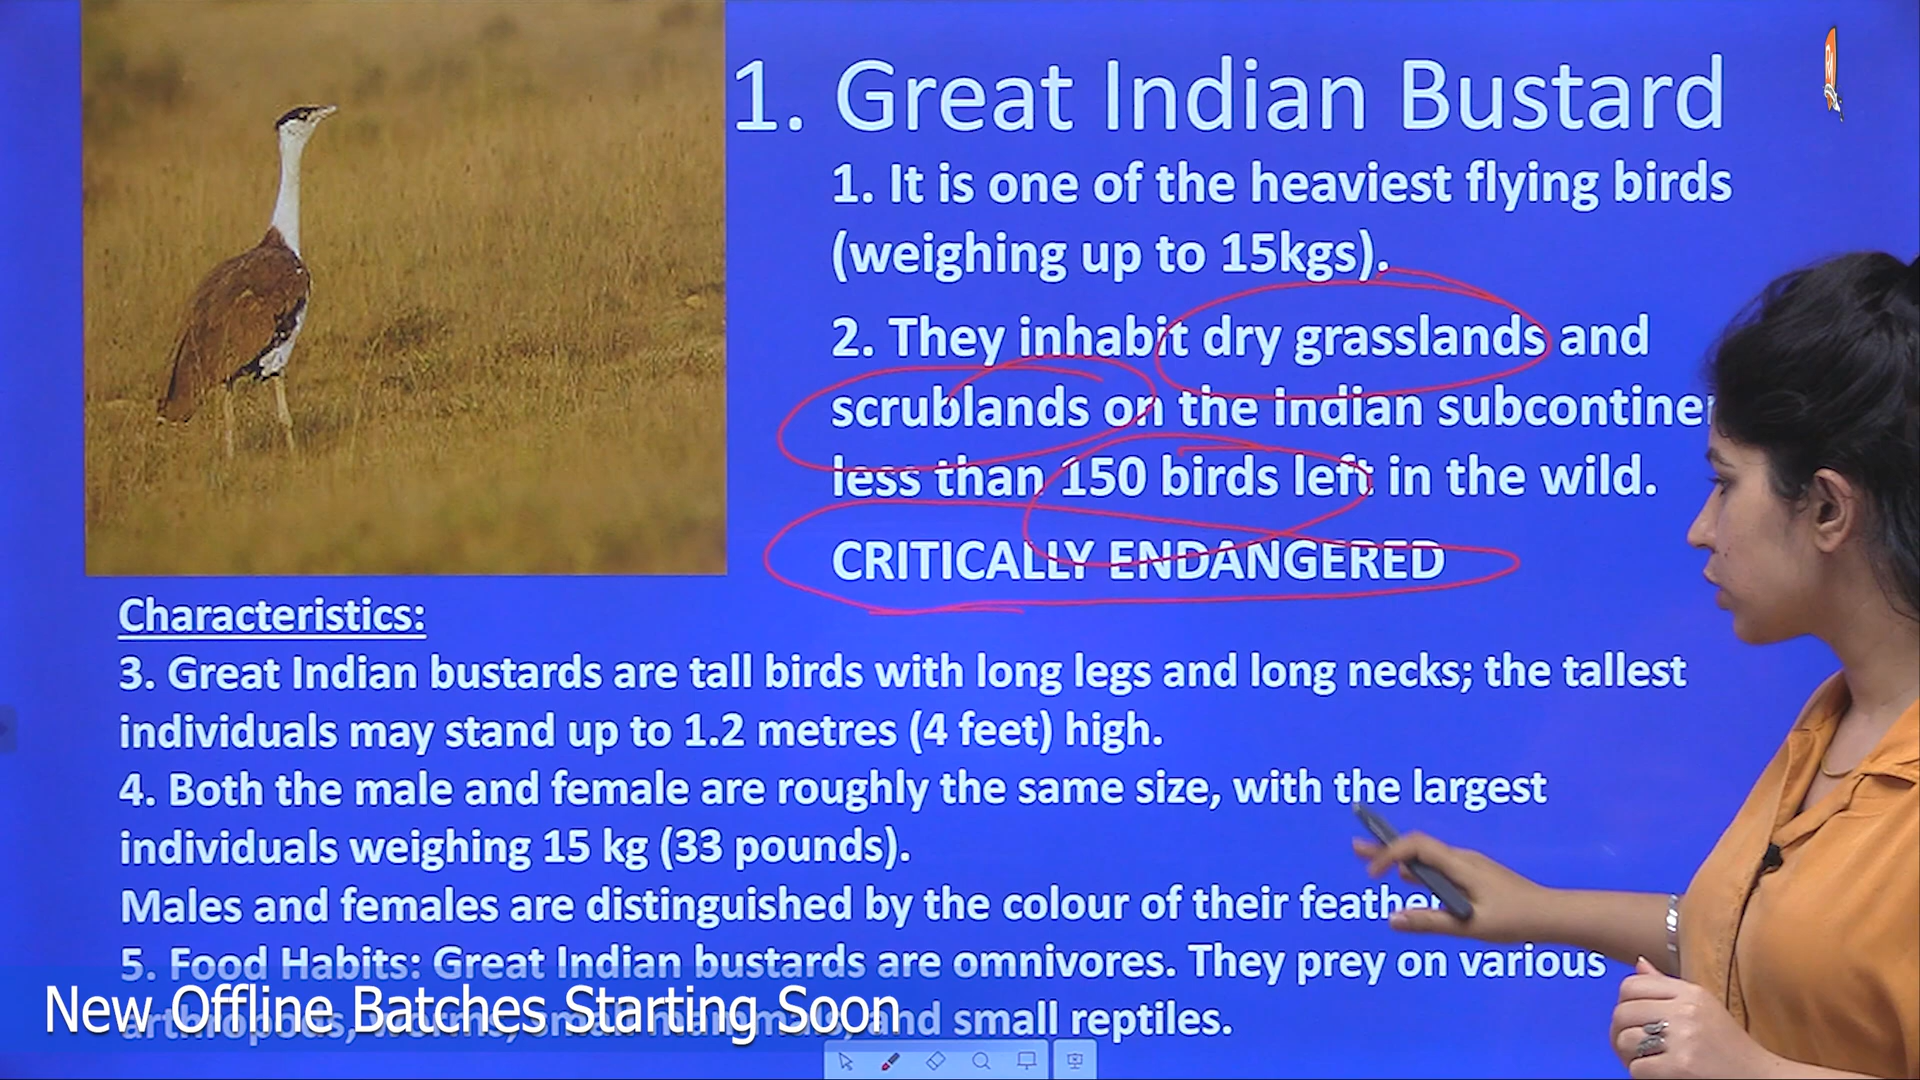 1. Great Indian Bustard
1. It is one of the heaviest flying birds
(weighing up to 15kgs).
2. They inhabit dry grasslands and
scrublands on the Indian
less than 150 birds left in the wild.
CRITICALLY ENDANGERED
Characteristics:
3. Great Indian bustards are tall birds with long legs and long necks; the tallest
individuals may stand up to 1.2 metres (4 feet) high.
4. Both the male and female are roughly the same size, with the largest
individuals weighing 15 kg (33 pounds).
Males and females are distinguished by the colour of their
5. Food Habits: Great Indian bustards are omnivores. They prey on various
arthropods, worms, small mammals, and small reptiles.
New Offline Batches Starting Soon